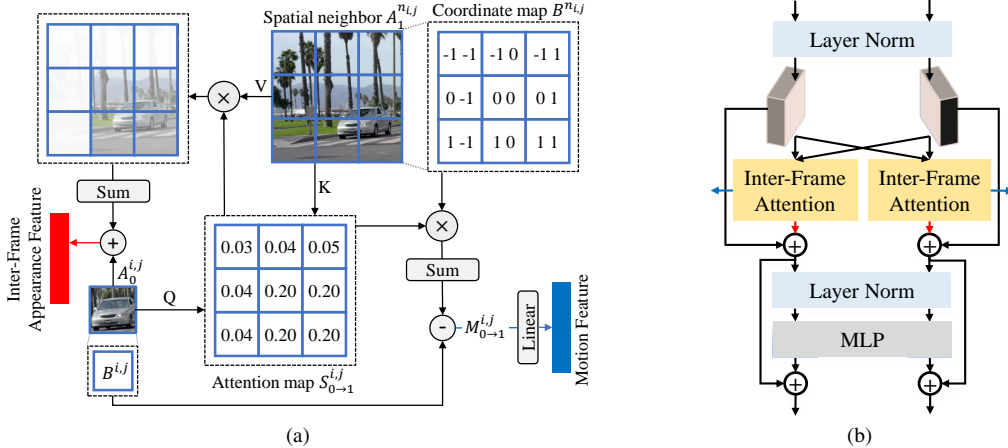 Spatial neighbor $A_1^{n_{i,j}}$
Coordinate map $B^{n_{i,j}}$
-1 -1 -1 0 -1 1
0 -1 0 0 0 1
1 -1 1 0 1 1
×
V
K
Sum
+
Inter-Frame
Appearance Feature
$A_0^{i,j}$
Q
$B^{i,j}$
0.03 0.04 0.05
0.04 0.20 0.20
0.04 0.20 0.20
Attention map $S_{0→1}^{i,j}$
×
Sum
-
$M_{0→1}^{i,j}$
Linear
Motion Feature
(a)
Layer Norm
Inter-Frame
Attention
Inter-Frame
Attention
+ +
Layer Norm
MLP
+ +
(b)